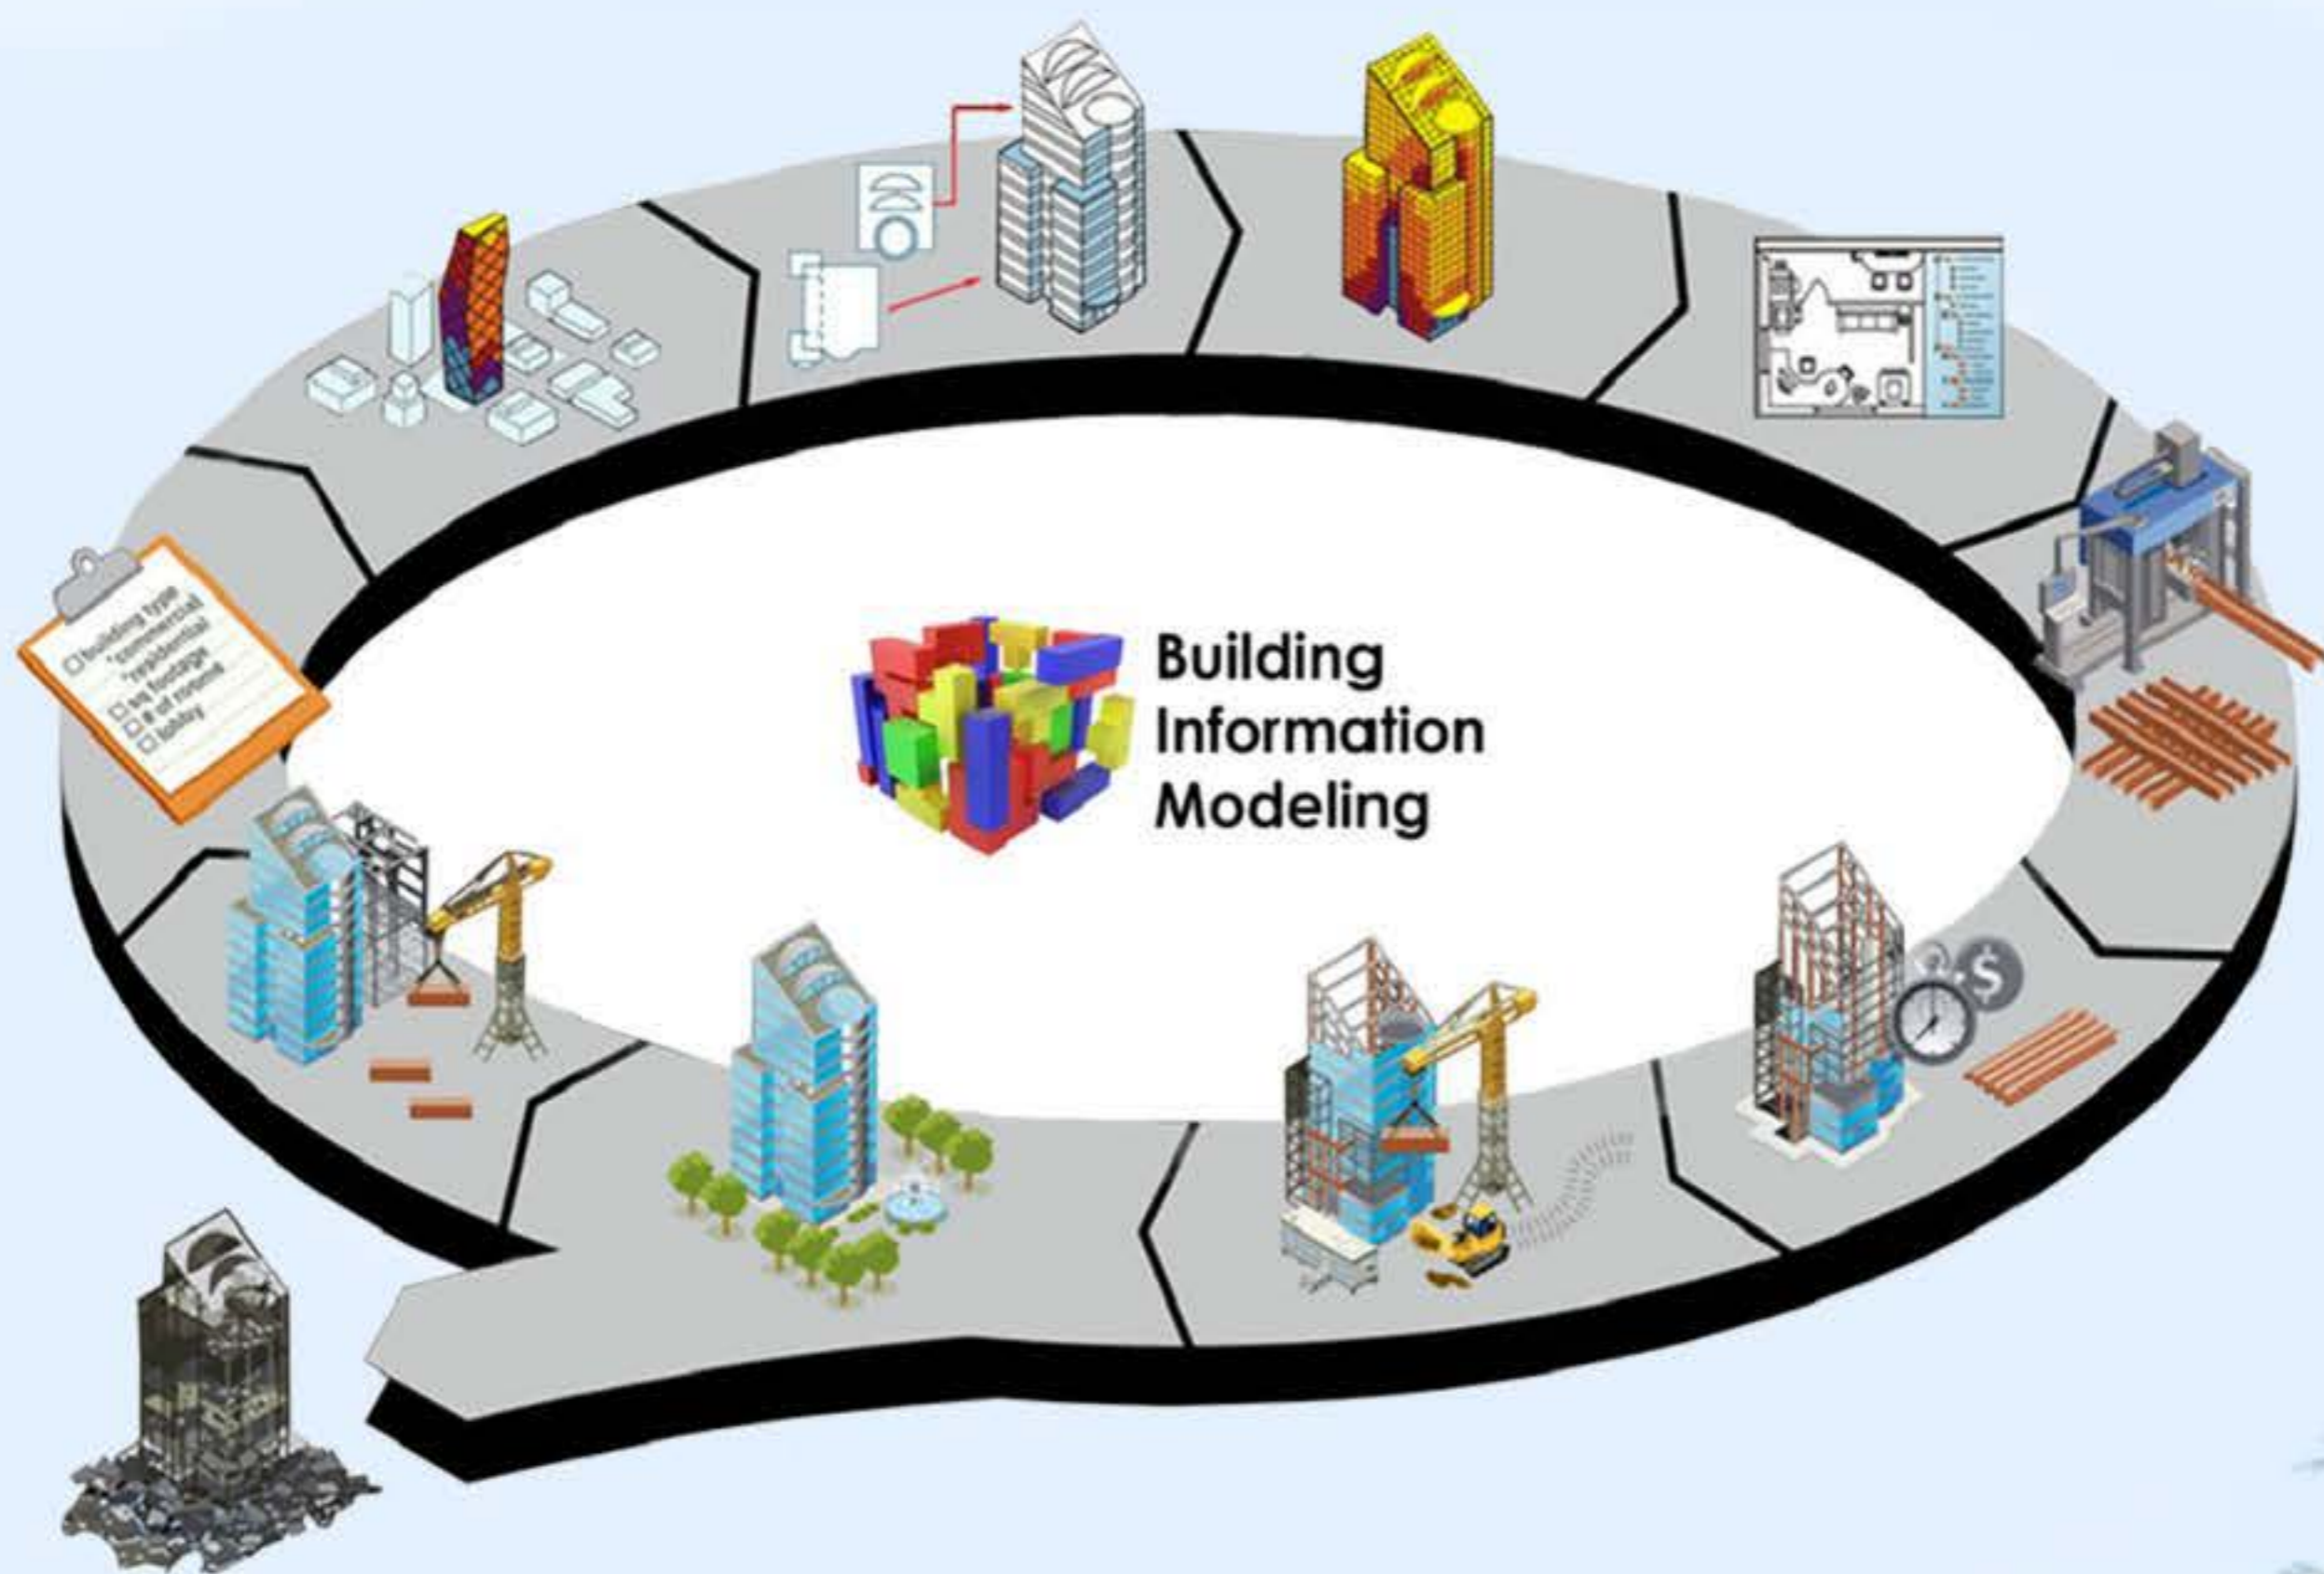 Building
Information
Modeling
□ building type
*commercial
*residential
□ sq footage
□ # of rooms
□ lobby
$